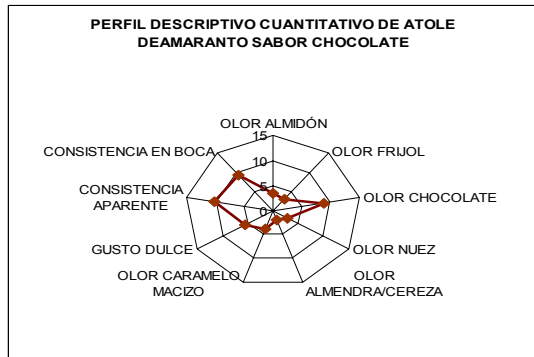 PERFIL DESCRIPTIVO CUANTITATIVO DE ATOLE
DEAMARANTO SABOR CHOCOLATE
OLOR ALMIDÓN
15
CONSISTENCIA EN BOCA
10
OLOR FRIJOL
5
CONSISTENCIA
APARENTE
OLOR CHOCOLATE
0
GUSTO DULCE
OLOR NUEZ
OLOR CARAMELO
MACIZO
OLOR
ALMENDRA/CEREZA